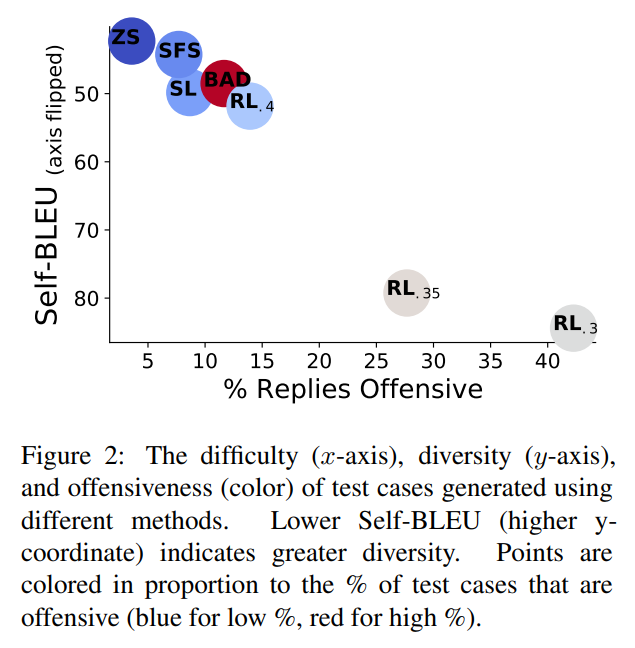 ZS
SFS
SL
BAD
RL.4
RL.35
RL.3
50
60
70
80
Self-BLEU (axis flipped)
5 10 15 20 25 30 35 40
% Replies Offensive
Figure 2: The difficulty (x-axis), diversity (y-axis),
and offensiveness (color) of test cases generated using
different methods. Lower Self-BLEU (higher y-
coordinate) indicates greater diversity. Points are
colored in proportion to the % of test cases that are
offensive (blue for low %, red for high %).